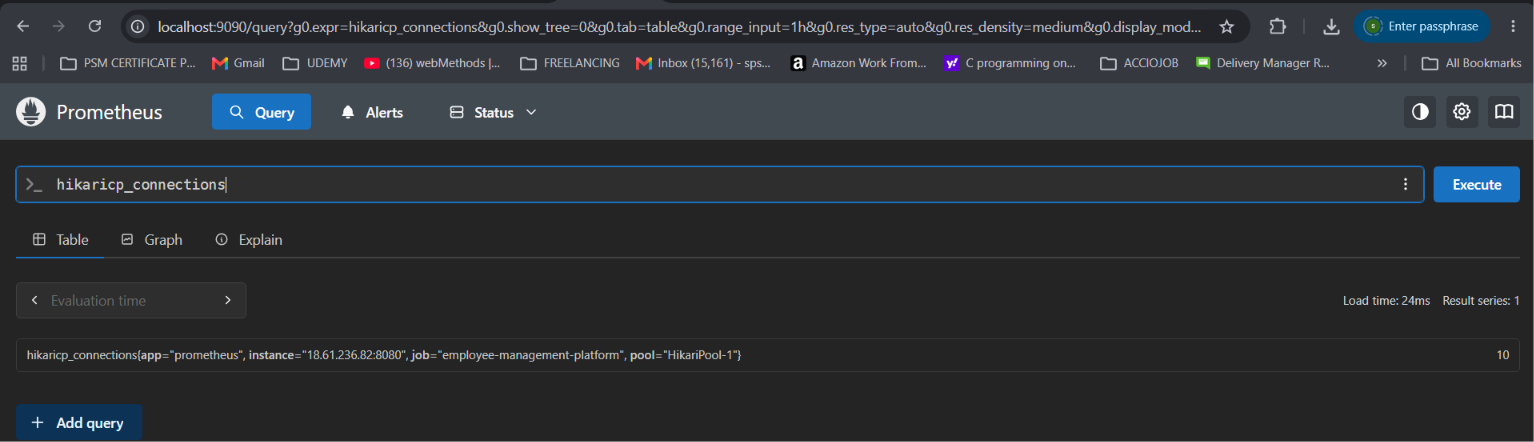 localhost:9090/query?g0.expr=hikaricp_connections&g0.show_tree=0&g0.tab=table&g0.range_input=1h&g0.res_type=auto&g0.res_density=medium&g0.display_mod... Enter passphrase
PSM CERTIFICATE P... Gmail UDEMY (136) webMethods |... FREELANCING Inbox (15,161) - sps... Amazon Work From... C programming on... ACCIOJOB Delivery Manager R... » All Bookmarks
Prometheus Query Alerts Status
>_ hikaricp_connections Execute
Table Graph Explain
< Evaluation time > Load time: 24ms Result series: 1
hikaricp_connections{app="prometheus", instance="18.61.236.82:8080", job="employee-management-platform", pool="HikariPool-1"} 10
+ Add query